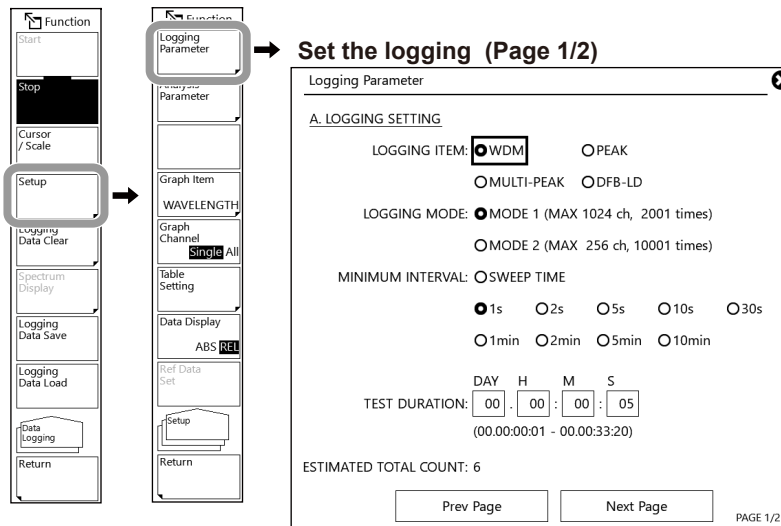 Function
Start
Stop
Cursor
/ Scale
Setup
Logging
Data Clear
Spectrum
Display
Logging
Data Save
Logging
Data Load
Data
Logging
Return
Function
Logging
Parameter
Analysis
Parameter
Graph Item
WAVELENGTH
Graph
Channel
Single All
Table
Setting
Data Display
ABS REL
Ref Data
Set
Setup
Return
Set the logging (Page 1/2)
Logging Parameter
A. LOGGING SETTING
LOGGING ITEM: WDM PEAK
MULTI-PEAK DFB-LD
LOGGING MODE: MODE 1 (MAX 1024 ch, 2001 times)
MODE 2 (MAX 256 ch, 10001 times)
MINIMUM INTERVAL: SWEEP TIME
1s 2s 5s 10s 30s
1min 2min 5min 10min
DAY H M S
TEST DURATION: 00 . 00 : 00 : 05
(00.00:00:01 - 00.00:33:20)
ESTIMATED TOTAL COUNT: 6
Prev Page Next Page
PAGE 1/2